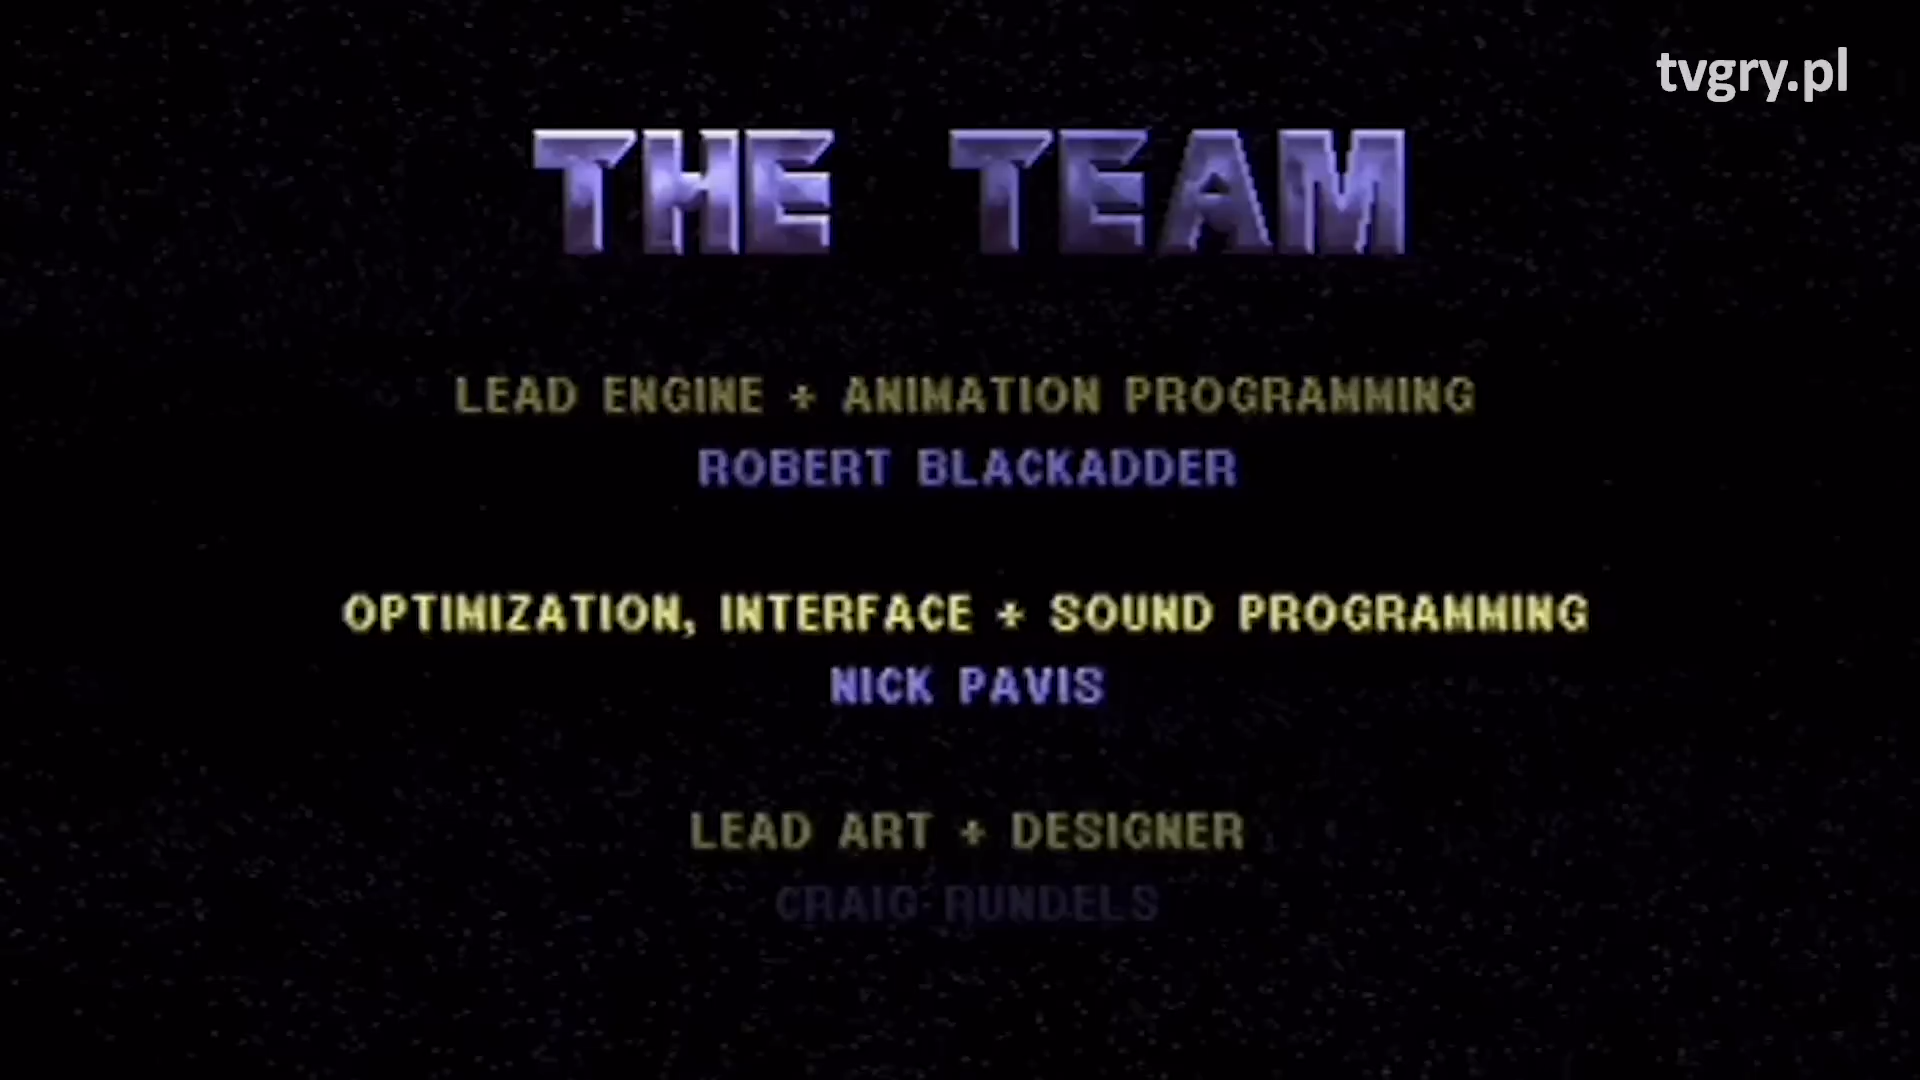 tvgry.pl
THE TEAM
LEAD ENGINE + ANIMATION PROGRAMMING
ROBERT BLACKADDER
OPTIMIZATION, INTERFACE + SOUND PROGRAMMING
NICK PAVIS
LEAD ART + DESIGNER
CRAIG RUNDELS